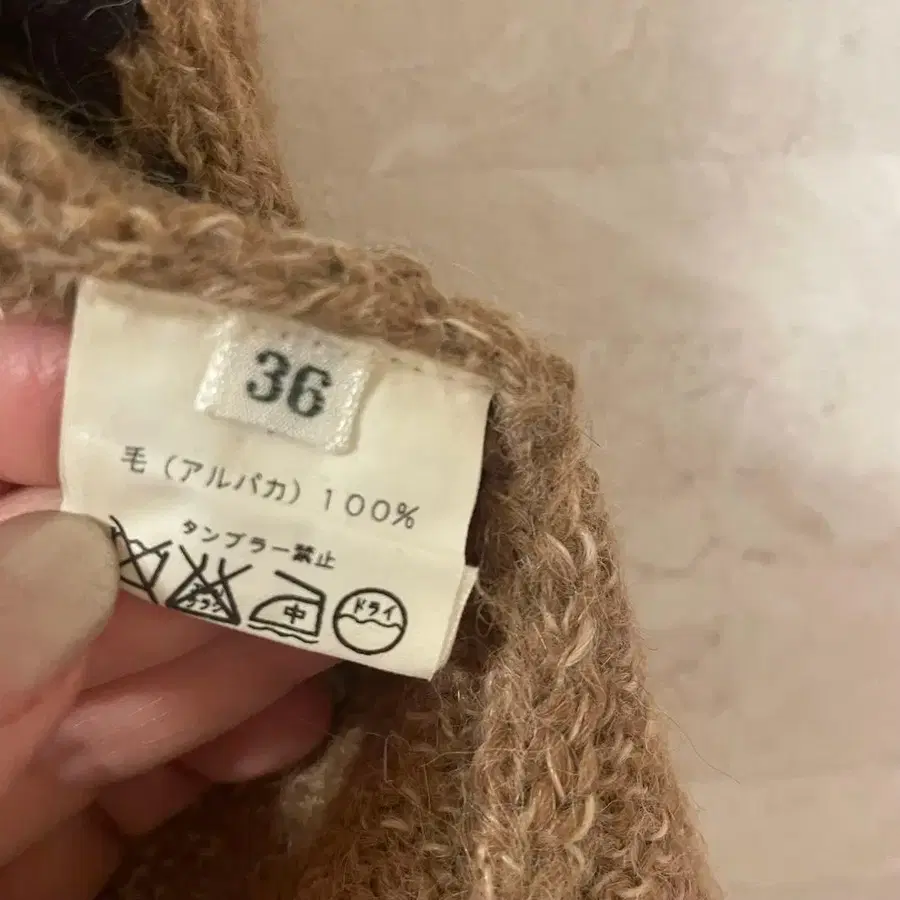 36
毛（アルパカ）100%
タンブラー禁止
中 ドライ